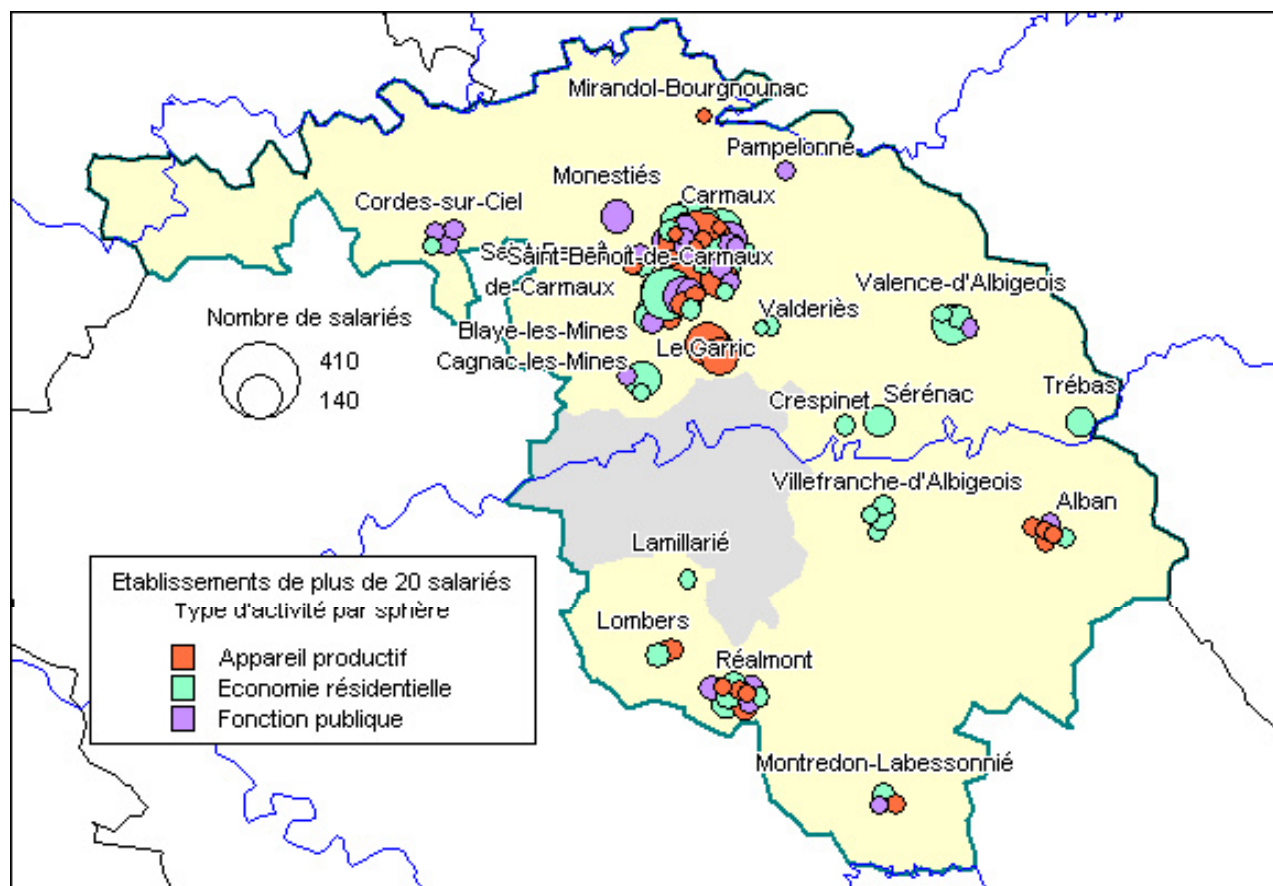 Mirandol-Bourgnounac
Pampelonne
Monestiés
Carmaux
Cordes-sur-Ciel
Saint-Benoit-de-Carmaux
de-Carmaux
Valence-d'Albigeois
Nombre de salariés
Valderiès
410
140
Blaye-les-Mines
Le Garric
Cagnac-les-Mines
Crespinet
Sérénac
Trébas
Villefranche-d'Albigeois
Alban
Lamillarié
Etablissements de plus de 20 salariés
Type d'activité par sphère
Lombers
Appareil productif
Réalmont
Economie résidentielle
Fonction publique
Montredon-Labessonnié